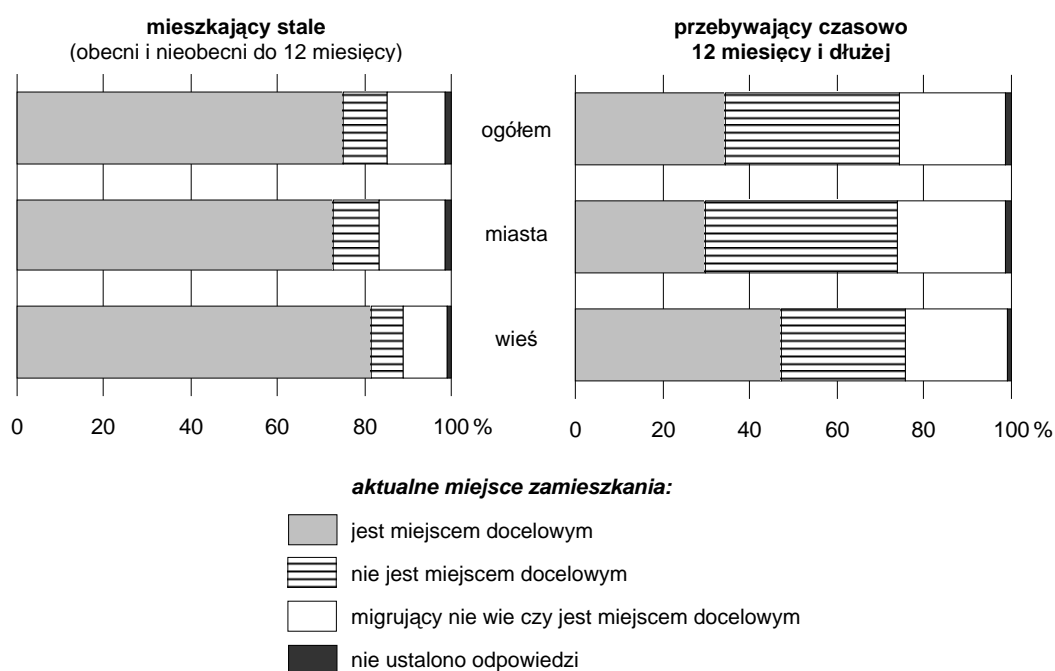 mieszkający stale
(obecni i nieobecni do 12 miesięcy)
przebywający czasowo
12 miesięcy i dłużej
ogółem
miasta
wieś
0 20 40 60 80 100 %
0 20 40 60 80 100 %
aktualne miejsce zamieszkania:
jest miejscem docelowym
nie jest miejscem docelowym
migrujący nie wie czy jest miejscem docelowym
nie ustalono odpowiedzi